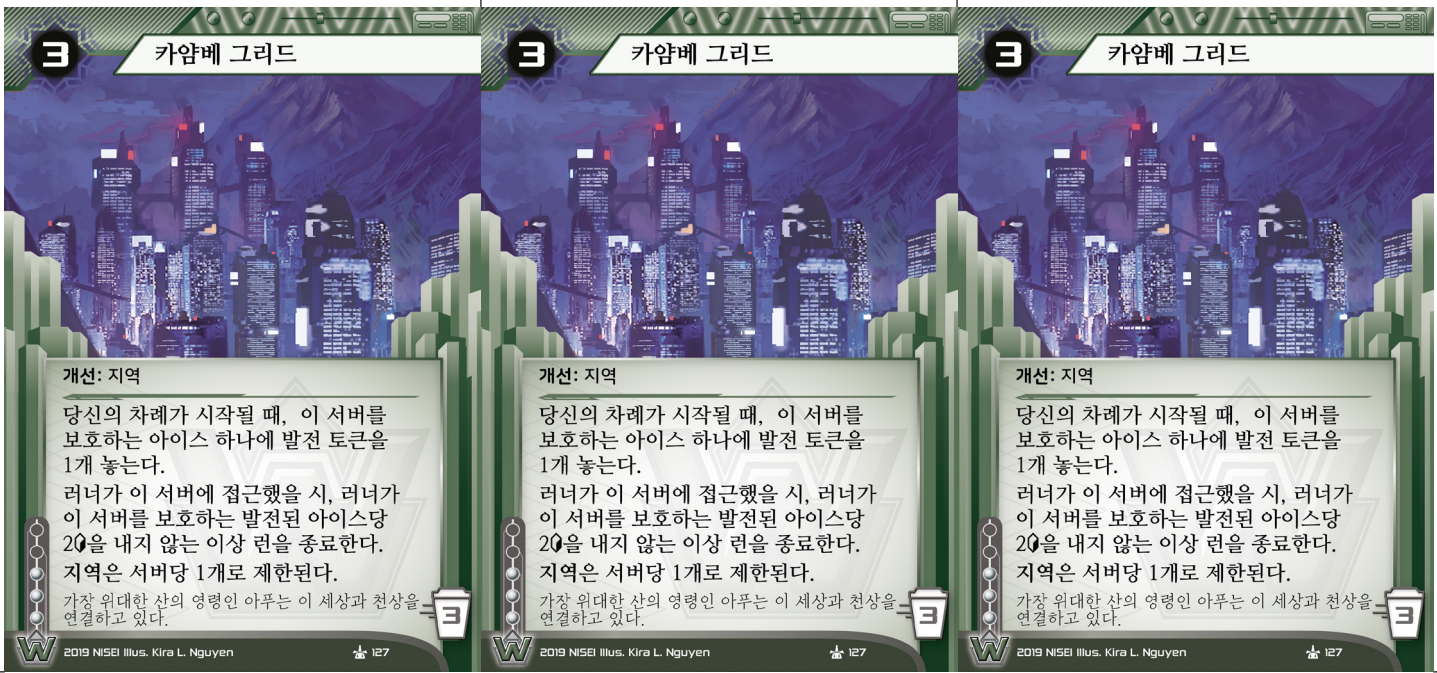 3
카얌베 그리드
개선: 지역
당신의 차례가 시작될 때, 이 서버를
보호하는 아이스 하나에 발전 토큰을
1개 놓는다.
러너가 이 서버에 접근했을 시, 러너가
이 서버를 보호하는 발전된 아이스당
2을 내지 않는 이상 런을 종료한다.
지역은 서버당 1개로 제한된다.
가장 위대한 산의 영령인 아푸는 이 세상과 천상을
연결하고 있다.
3
W
2019 NISEI Illus. Kira L. Nguyen
127
3
카얌베 그리드
개선: 지역
당신의 차례가 시작될 때, 이 서버를
보호하는 아이스 하나에 발전 토큰을
1개 놓는다.
러너가 이 서버에 접근했을 시, 러너가
이 서버를 보호하는 발전된 아이스당
2을 내지 않는 이상 런을 종료한다.
지역은 서버당 1개로 제한된다.
가장 위대한 산의 영령인 아푸는 이 세상과 천상을
연결하고 있다.
3
W
2019 NISEI Illus. Kira L. Nguyen
127
3
카얌베 그리드
개선: 지역
당신의 차례가 시작될 때, 이 서버를
보호하는 아이스 하나에 발전 토큰을
1개 놓는다.
러너가 이 서버에 접근했을 시, 러너가
이 서버를 보호하는 발전된 아이스당
2을 내지 않는 이상 런을 종료한다.
지역은 서버당 1개로 제한된다.
가장 위대한 산의 영령인 아푸는 이 세상과 천상을
연결하고 있다.
3
W
2019 NISEI Illus. Kira L. Nguyen
127